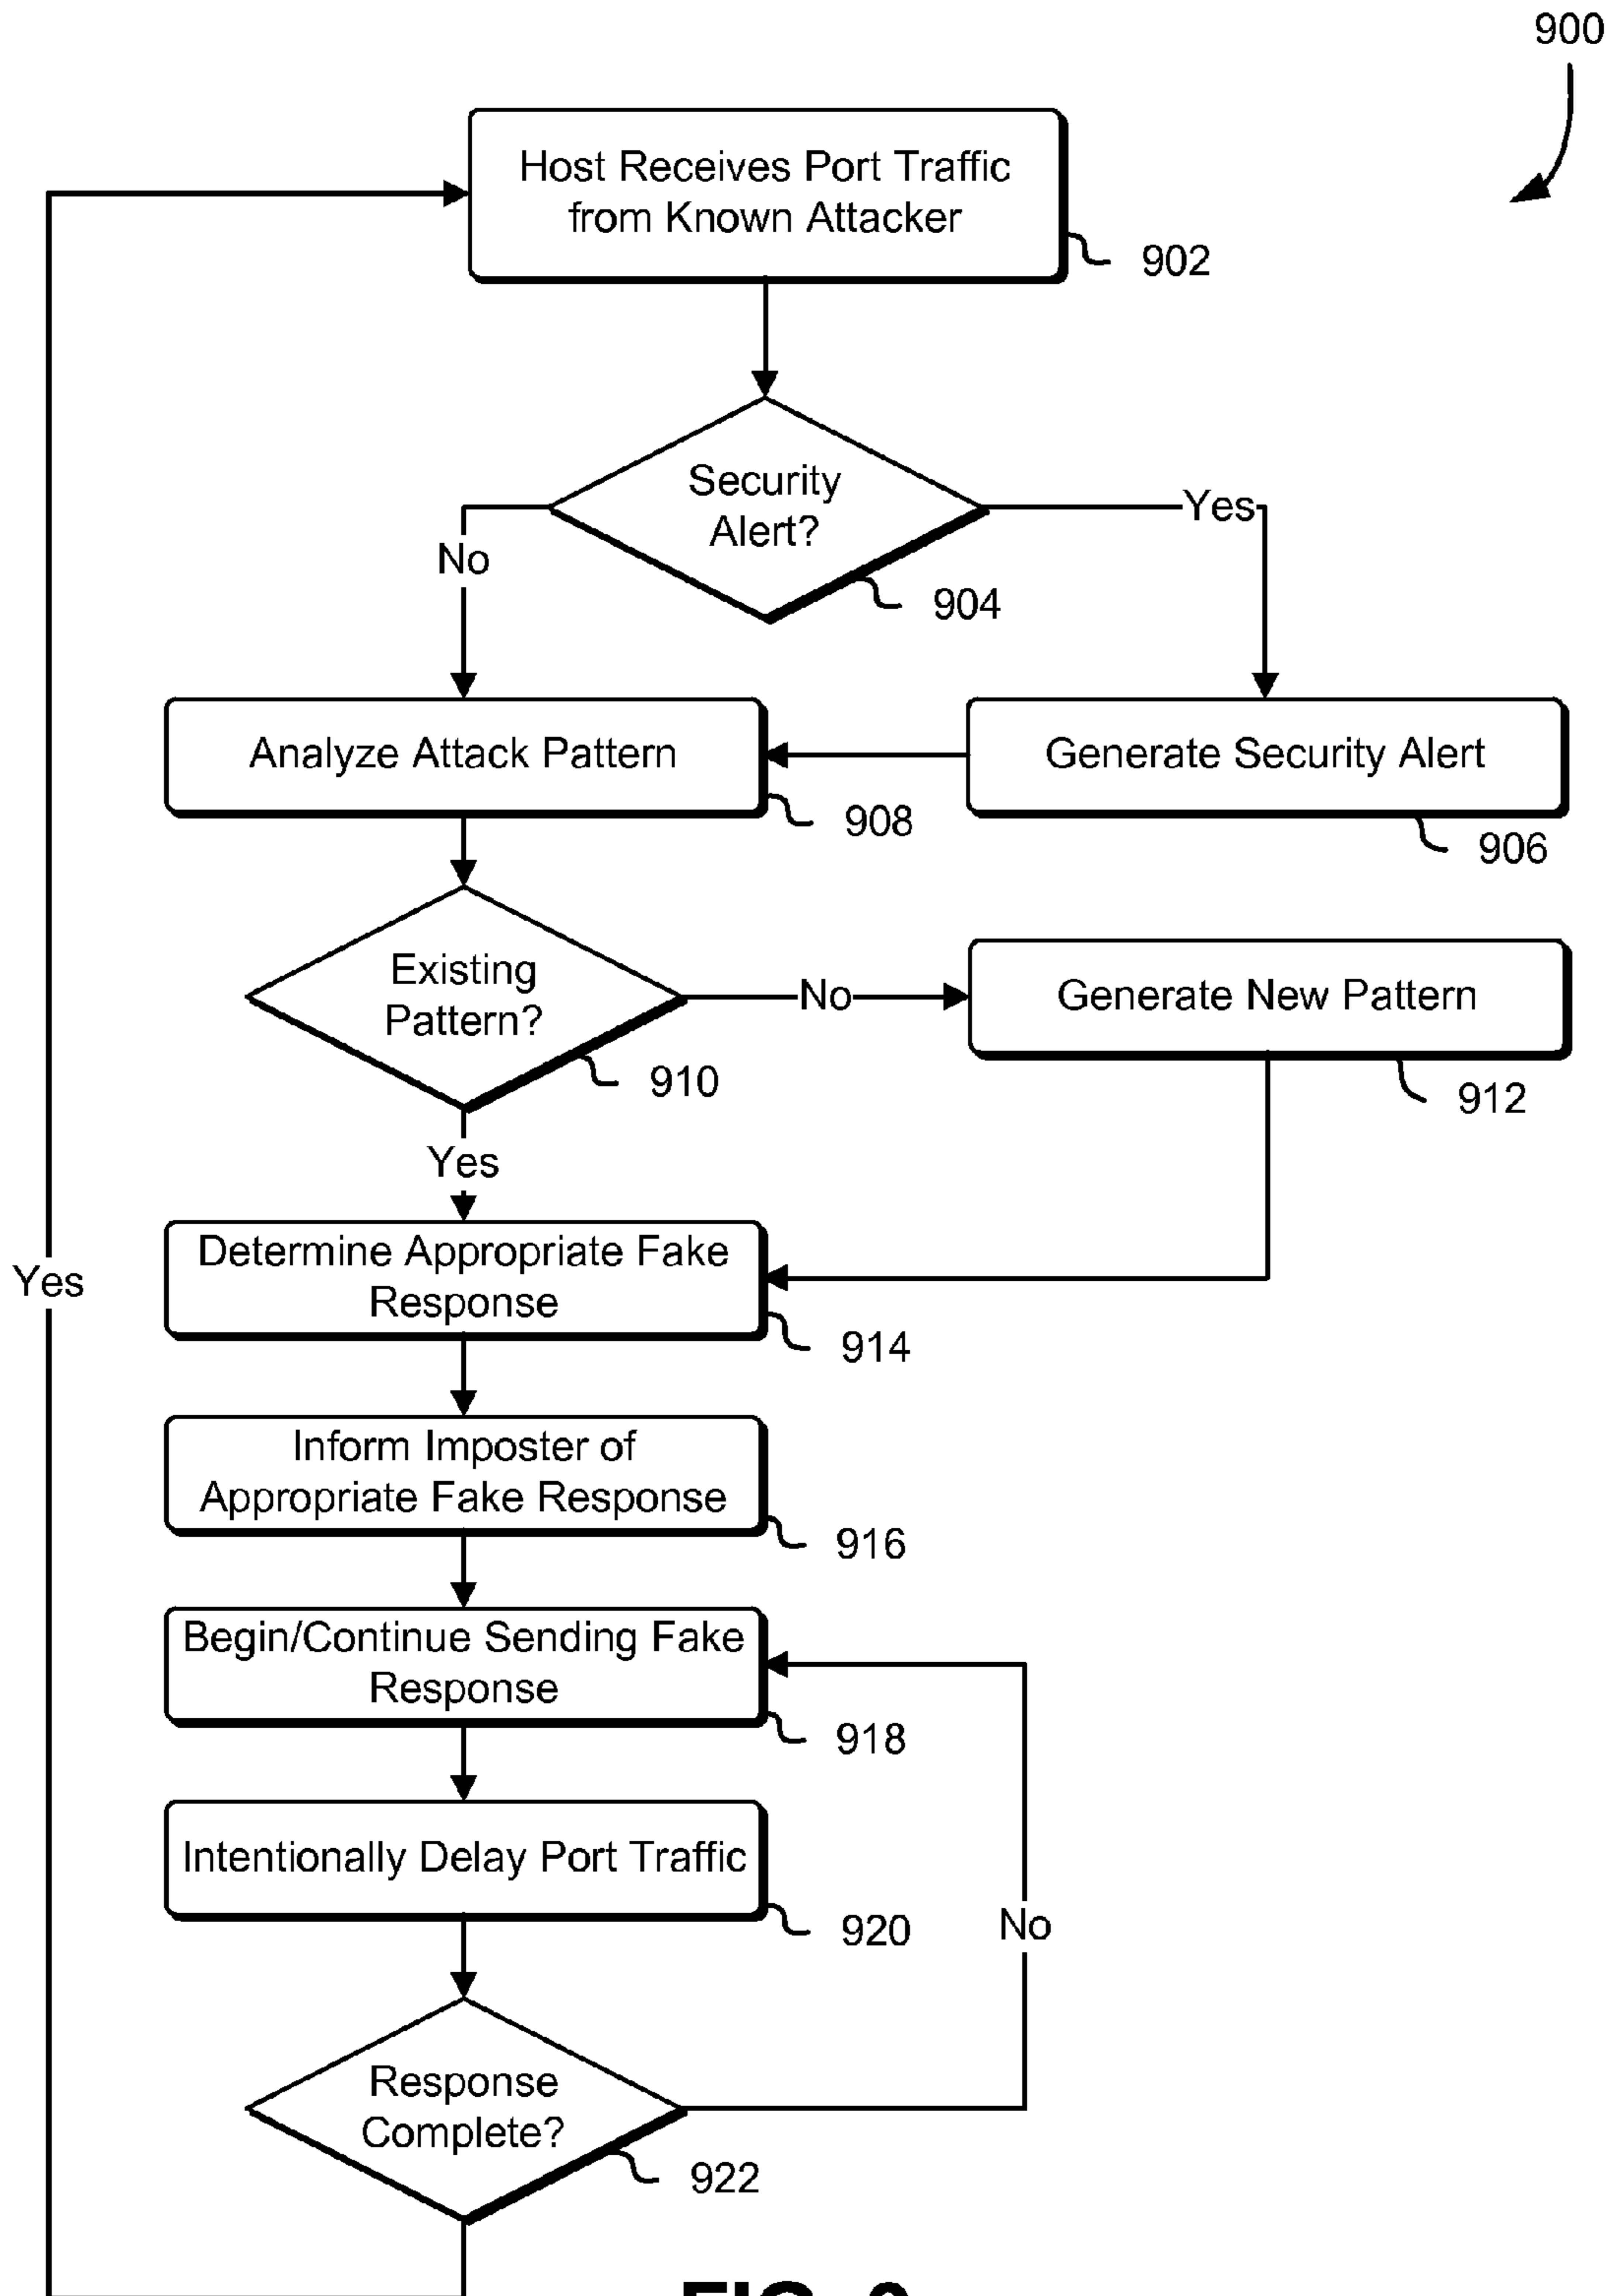 900
Host Receives Port Traffic
from Known Attacker
902
Security
Alert?
Yes
No
904
Analyze Attack Pattern
Generate Security Alert
908
906
Existing
Pattern?
No
Generate New Pattern
910
912
Yes
Determine Appropriate Fake
Response
Yes
914
Inform Imposter of
Appropriate Fake Response
916
Begin/Continue Sending Fake
Response
918
Intentionally Delay Port Traffic
920
No
Response
Complete?
922